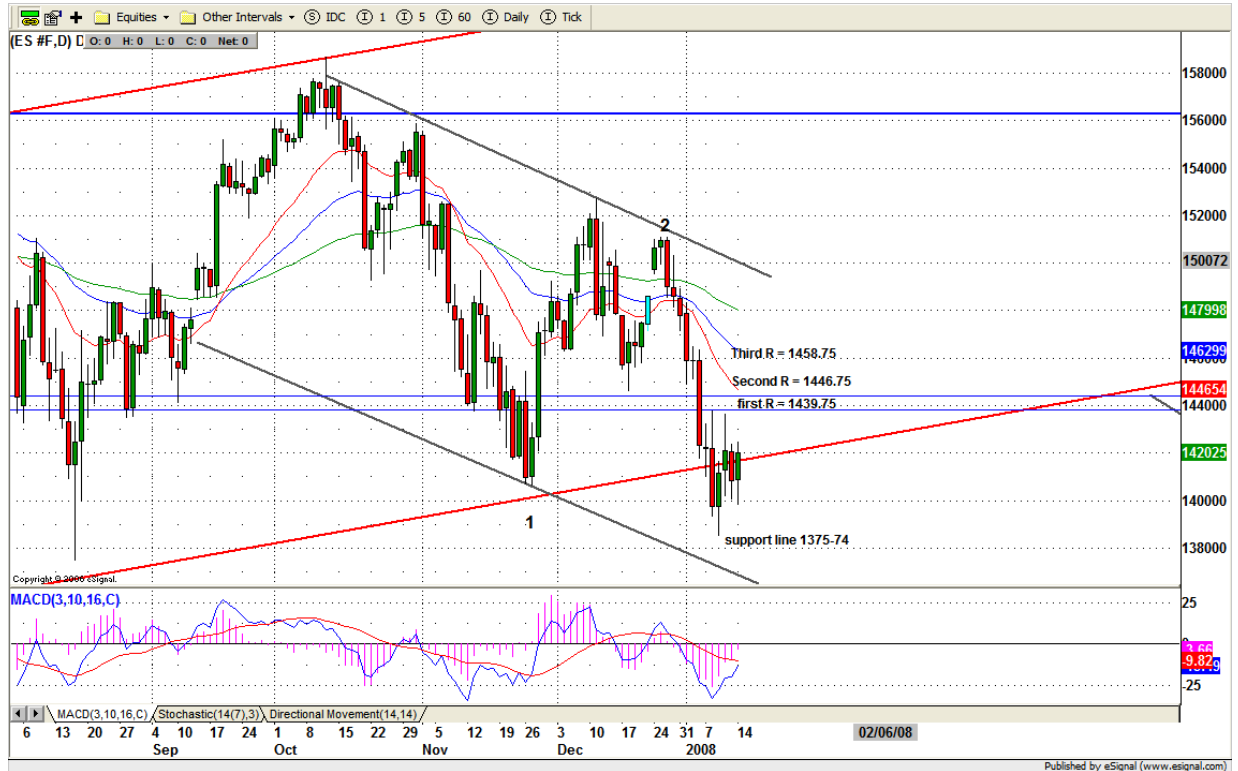 Equities Other Intervals S IDC I 1 I 5 I 60 I Daily I Tick
(ES #F,D) D O: 0 H: 0 L: 0 C: 0 Net: 0
158000
156000
154000
152000
2
150072
147998
Third R = 1458.75
146299
Second R = 1446.75
144654
first R = 1439.75
144000
142025
140000
1
support line 1375-74
138000
Copyright © 2006 eSignal.
MACD(3,10,16,C)
25
0
3.66
-9.82
-25
MACD(3,10,16,C) Stochastic(14(7),3) Directional Movement(14,14)
6 13 20 27 4 10 17 24 1 8 15 22 29 5 12 19 26 3 10 17 24 31 7 14 02/06/08
Sep Oct Nov Dec 2008
Published by eSignal (www.esignal.com)